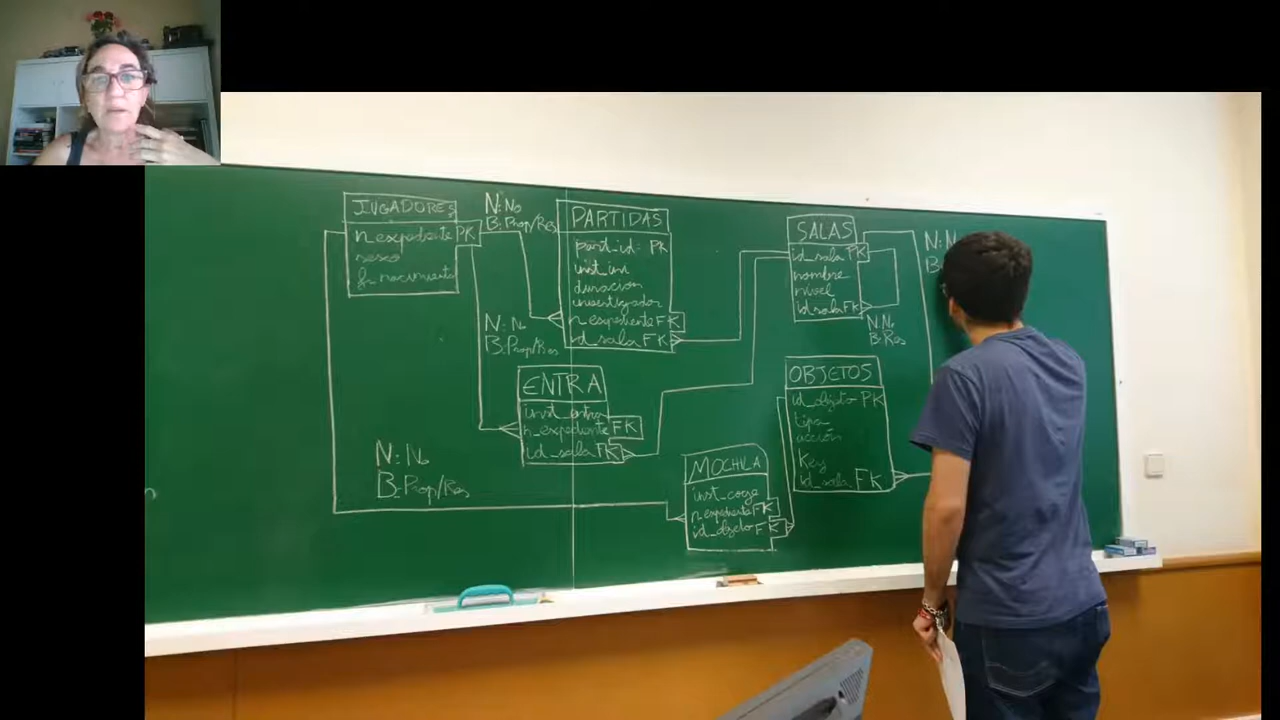 JUGADORES
n_expediente PK
sexo
f_nacimiento
N: No
B: Prop/Res
PARTIDAS
part_id: PK
inst_ini
duración
investigador
n_expediente FK
id_sala FK
N: No
B: Prop/Res
ENTRA
inst_entra
n_expediente FK
id_sala FK
N: No
B: Prop/Res
MOCHILA
inst_coge
n_expediente FK
id_objeto FK
SALAS
id_sala PK
nombre
nivel
id_sala FK
N: No
B: Res
OBJETOS
id_objeto PK
tipo
acción
Key
id_sala FK
N: N
B: